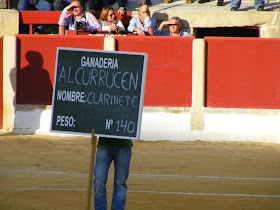 GANADERIA
ALCURRUCEN
NOMBRE: CLARINETE
PESO: Nº 140